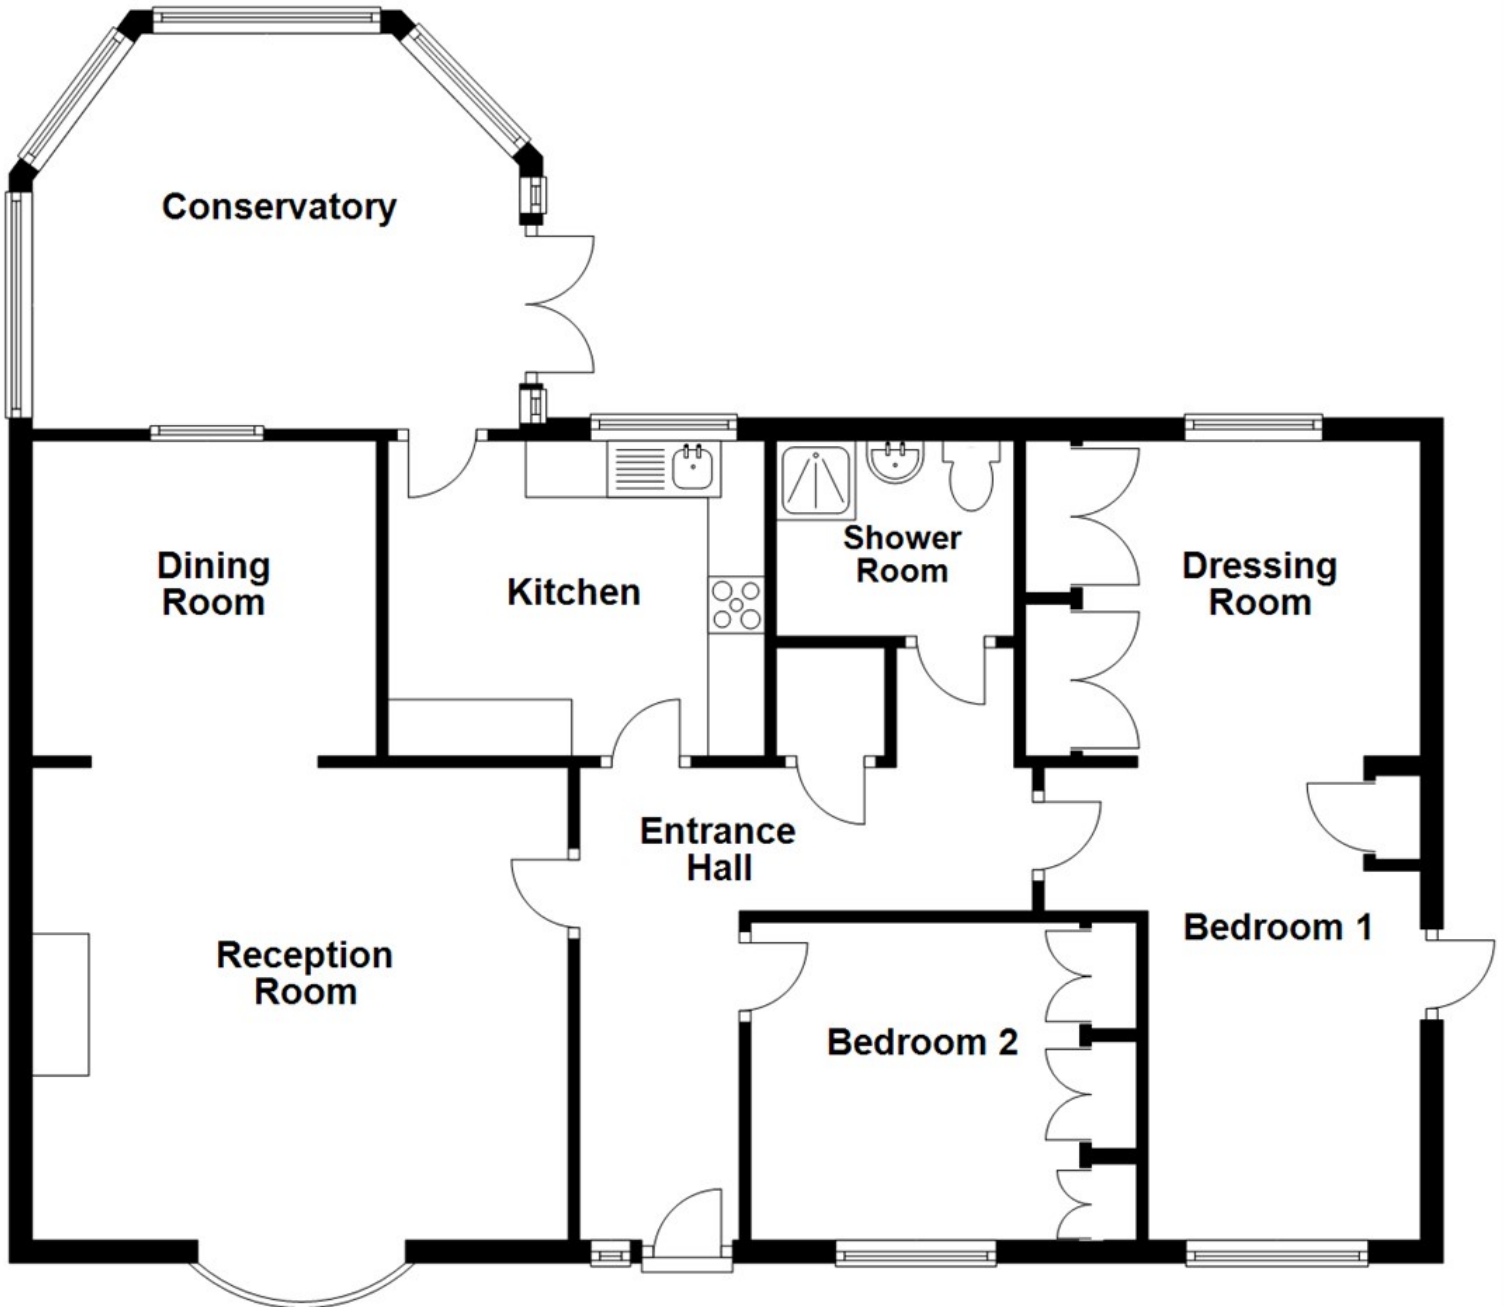 Conservatory
Dining
Room
Kitchen
Shower
Room
Dressing
Room
Entrance
Hall
Reception
Room
Bedroom 1
Bedroom 2